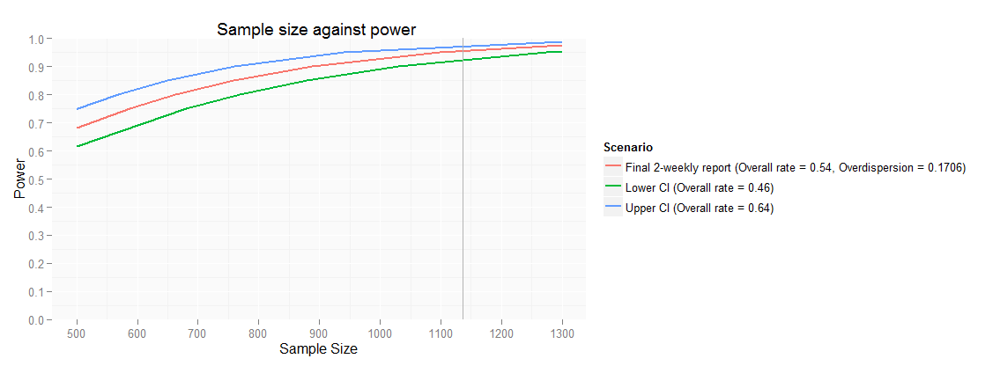 Sample size against power
1.0
0.9
0.8
0.7
0.6
0.5
0.4
0.3
0.2
0.1
0.0
Power
500 600 700 800 900 1000 1100 1200 1300
Sample Size
Scenario
Final 2-weekly report (Overall rate = 0.54, Overdispersion = 0.1706)
Lower CI (Overall rate = 0.46)
Upper CI (Overall rate = 0.64)